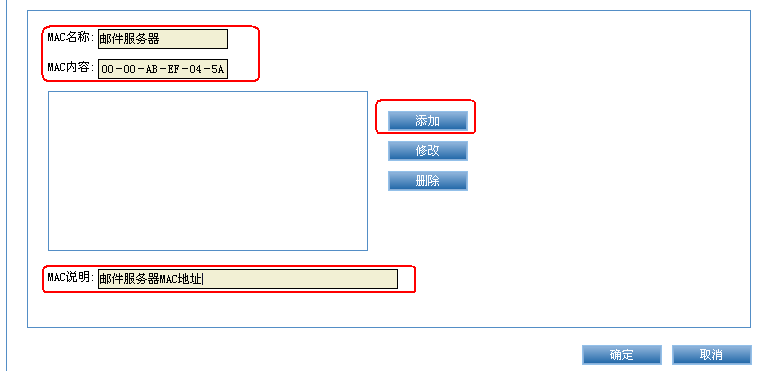 MAC名称: 邮件服务器
MAC内容: 00-00-AB-EF-04-5A
添加
修改
删除
MAC说明: 邮件服务器MAC地址
确定 取消